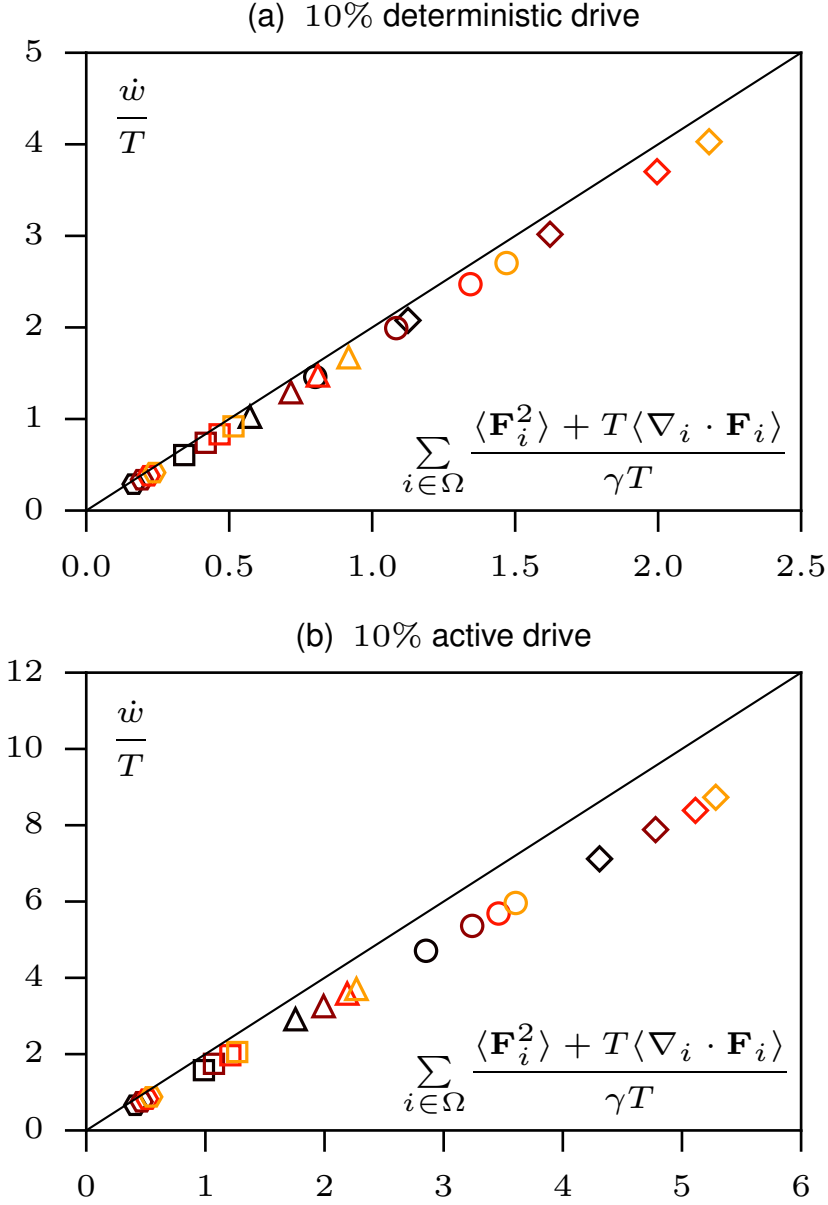 (a) 10% deterministic drive
5
4
3
2
1
0
ẇ/T
∑_{i∈Ω} (⟨𝐅_i^2⟩ + T⟨∇_i · 𝐅_i⟩)/(γT)
0.0 0.5 1.0 1.5 2.0 2.5
(b) 10% active drive
12
10
8
6
4
2
0
ẇ/T
∑_{i∈Ω} (⟨𝐅_i^2⟩ + T⟨∇_i · 𝐅_i⟩)/(γT)
0 1 2 3 4 5 6